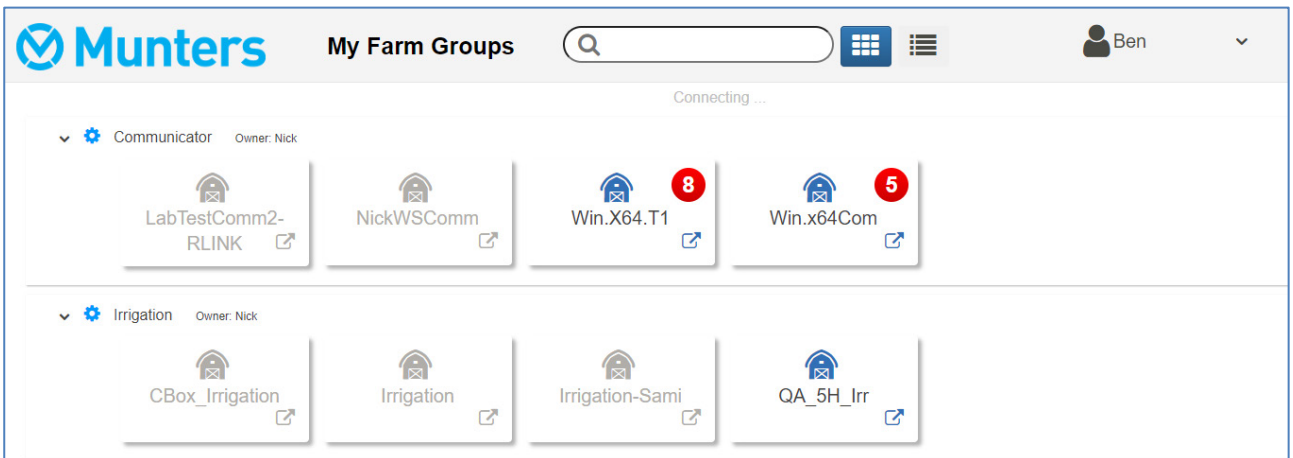 Munters My Farm Groups Ben
Connecting ...
Communicator Owner: Nick
8 5
LabTestComm2- NickWSComm Win.X64.T1 Win.x64Com
RLINK
Irrigation Owner: Nick
CBox_Irrigation Irrigation Irrigation-Sami QA_5H_Irr